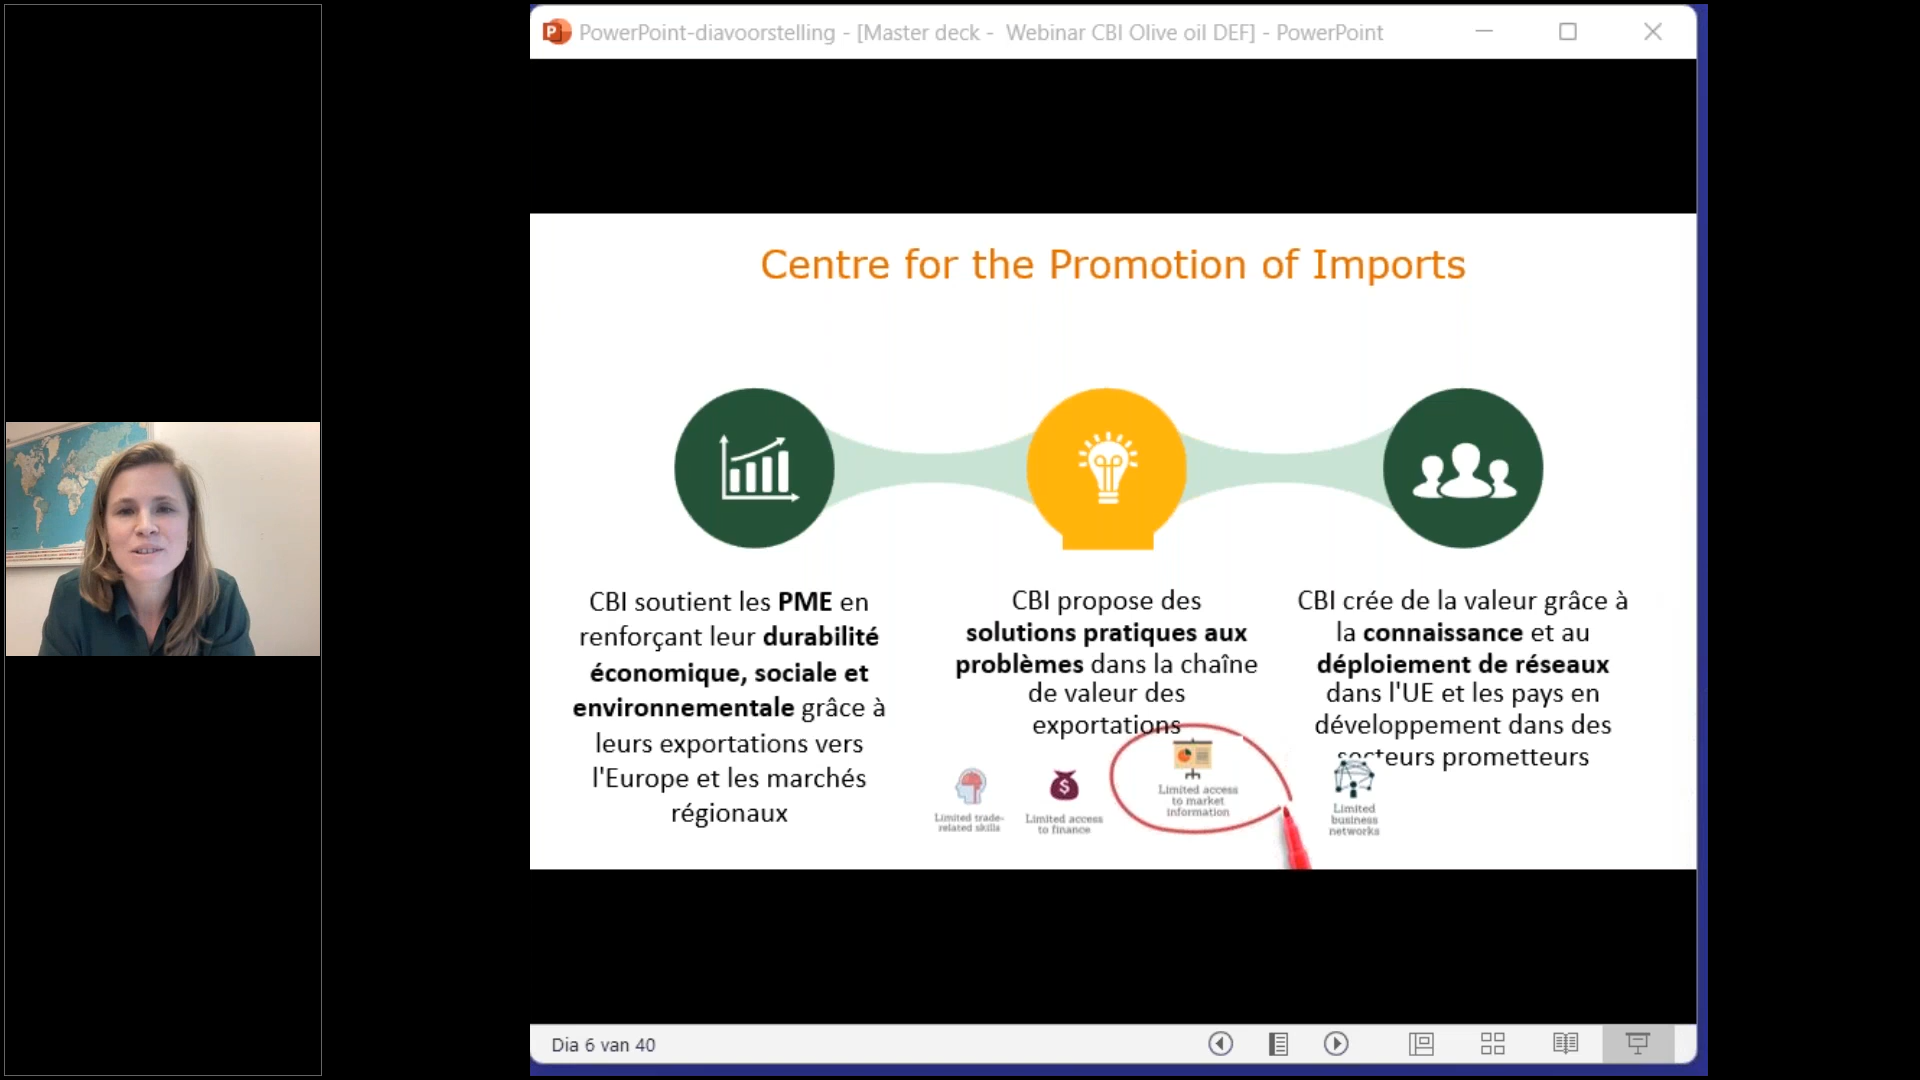 PowerPoint-diavoorstelling - [Master deck -  Webinar CBI Olive oil DEF] - PowerPoint
Centre for the Promotion of Imports
CBI soutient les PME en
renforçant leur durabilité
économique, sociale et
environnementale grâce à
leurs exportations vers
l'Europe et les marchés
régionaux
CBI propose des
solutions pratiques aux
problèmes dans la chaîne
de valeur des
exportations
CBI crée de la valeur grâce à
la connaissance et au
déploiement de réseaux
dans l'UE et les pays en
développement dans des
secteurs prometteurs
Limited trade-
related skills
Limited access
to finance
Limited access
to market
information
Limited
business
networks
Dia 6 van 40